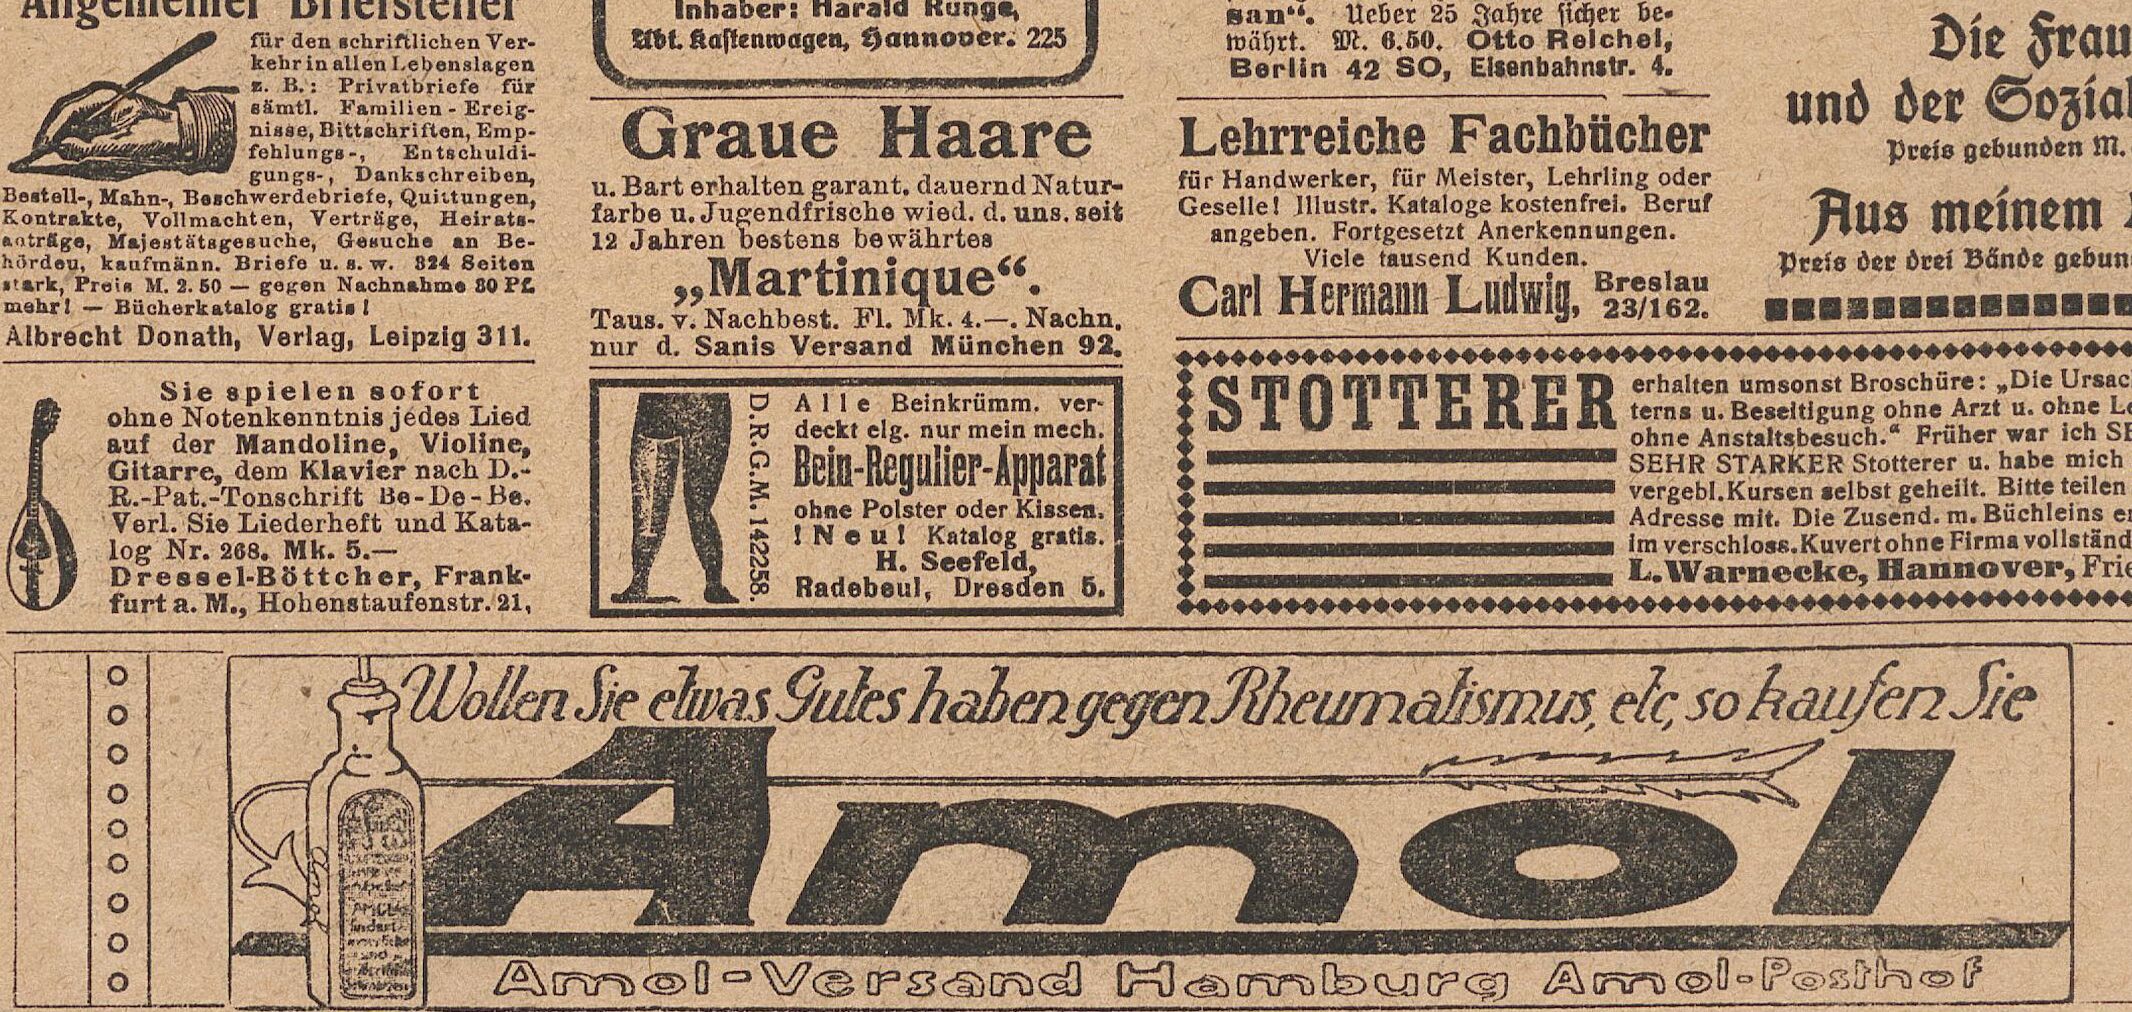 Allgemeiner Briefsteller
für den schriftlichen Ver-
kehr in allen Lebenslagen
z. B.: Privatbriefe für
sämtl. Familien-Ereig-
nisse, Bittschriften, Emp-
fehlungs-, Entschuldi-
gungs-, Dankschreiben,
Bestell-, Mahn-, Beschwerdebriefe, Quittungen,
Kontrakte, Vollmachten, Verträge, Heirats-
anträge, Majestätsgesuche, Gesuche an Be-
hörden, kaufmänn. Briefe u. s. w. 324 Seiten
stark, Preis M. 2.50 — gegen Nachnahme 30 Pf.
mehr! — Bücherkatalog gratis!
Albrecht Donath, Verlag, Leipzig 311.
Sie spielen sofort
ohne Notenkenntnis jedes Lied
auf der Mandoline, Violine,
Gitarre, dem Klavier nach D.-
R.-Pat.-Tonschrift Be-De-Be.
Verl. Sie Liederheft und Kata-
log Nr. 268. Mk. 5.—
Dressel-Böttcher, Frank-
furt a. M., Hohenstaufenstr. 21,
Inhaber: Harald Runge,
Abt. Kastenwagen, Hannover. 225
Graue Haare
u. Bart erhalten garant. dauernd Natur-
farbe u. Jugendfrische wied. d. uns. seit
12 Jahren bestens bewährtes
„Martinique“.
Taus. v. Nachbest. Fl. Mk. 4.—. Nachn.
nur d. Sanis Versand München 92.
D.R.G.M. 142258.
Alle Beinkrümm. ver-
deckt eig. nur mein mech.
Bein-Regulier-Apparat
ohne Polster oder Kissen.
!Neu! Katalog gratis.
H. Seefeld,
Radebeul, Dresden 5.
san“. Ueber 25 Jahre sicher be-
währt. M. 6.50. Otto Reichel,
Berlin 42 SO, Eisenbahnstr. 4.
Lehrreiche Fachbücher
für Handwerker, für Meister, Lehrling oder
Geselle! Illustr. Kataloge kostenfrei. Beruf
angeben. Fortgesetzt Anerkennungen.
Viele tausend Kunden.
Carl Hermann Ludwig, Breslau
23/162.
Die Frau
und der Sozial
Preis gebunden M.
Aus meinem
Preis der drei Bände gebun
STOTTERER
erhalten umsonst Broschüre: „Die Ursac
terns u. Beseitigung ohne Arzt u. ohne Le
ohne Anstaltsbesuch.“ Früher war ich SE
SEHR STARKER Stotterer u. habe mich
vergebl. Kursen selbst geheilt. Bitte teilen
Adresse mit. Die Zusend. m. Büchleins er
im verschloss. Kuvert ohne Firma vollständ
L. Warnecke, Hannover, Frie
Wollen Sie etwas Gutes haben gegen Rheumatismus, etc, so kaufen Sie
Amol
Amol
Amol-Versand Hamburg Amol-Posthof